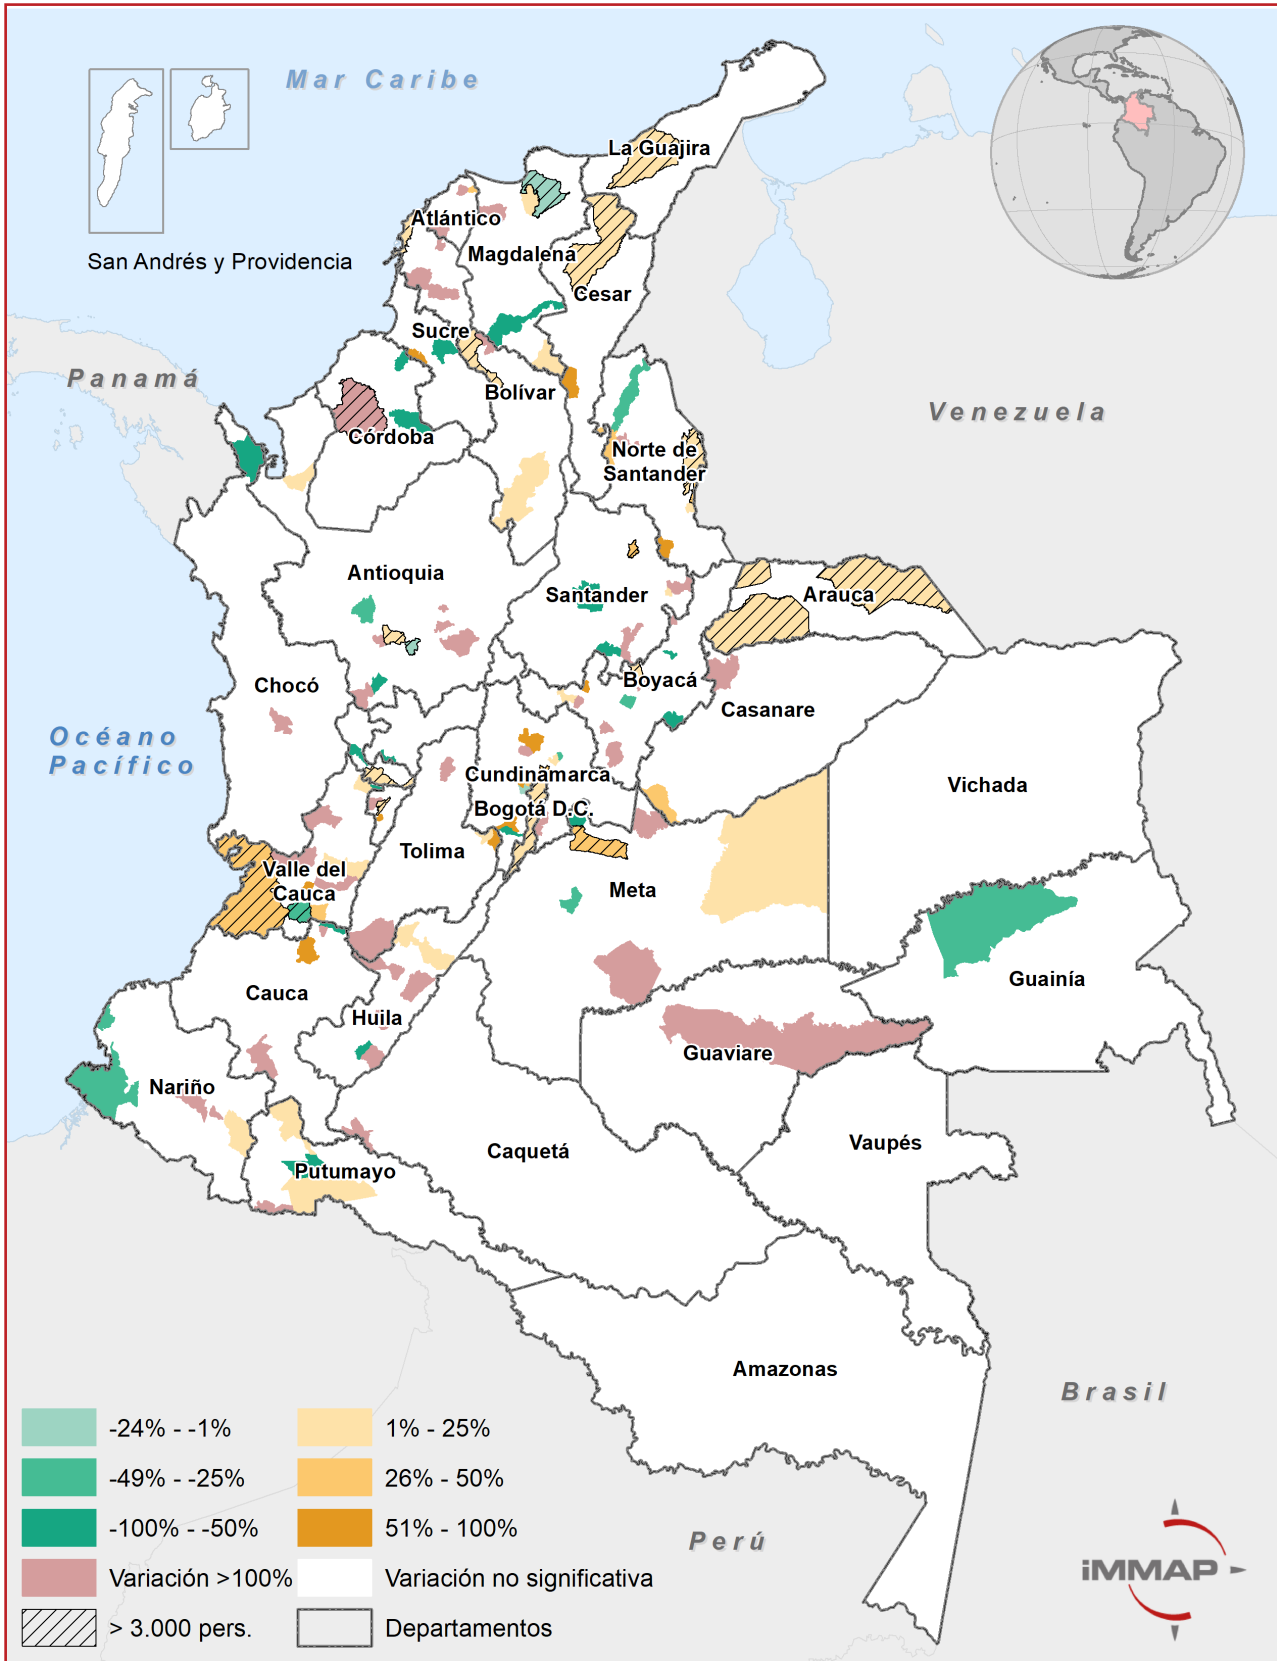 Mar Caribe
La Guajira
Atlántico
Magdalena
San Andrés y Providencia
Cesar
Sucre
Panamá
Bolívar
Venezuela
Córdoba
Norte de
Santander
Antioquia
Santander
Arauca
Chocó
Boyacá
Casanare
Océano
Pacífico
Cundinamarca
Vichada
Bogotá D.C.
Tolima
Valle del
Cauca
Meta
Cauca
Guainía
Huila
Guaviare
Nariño
Vaupés
Caquetá
Putumayo
Amazonas
Brasil
Perú
-24% - -1%
1% - 25%
-49% - -25%
26% - 50%
-100% - -50%
51% - 100%
Variación >100%
Variación no significativa
> 3.000 pers.
Departamentos
iMMAP